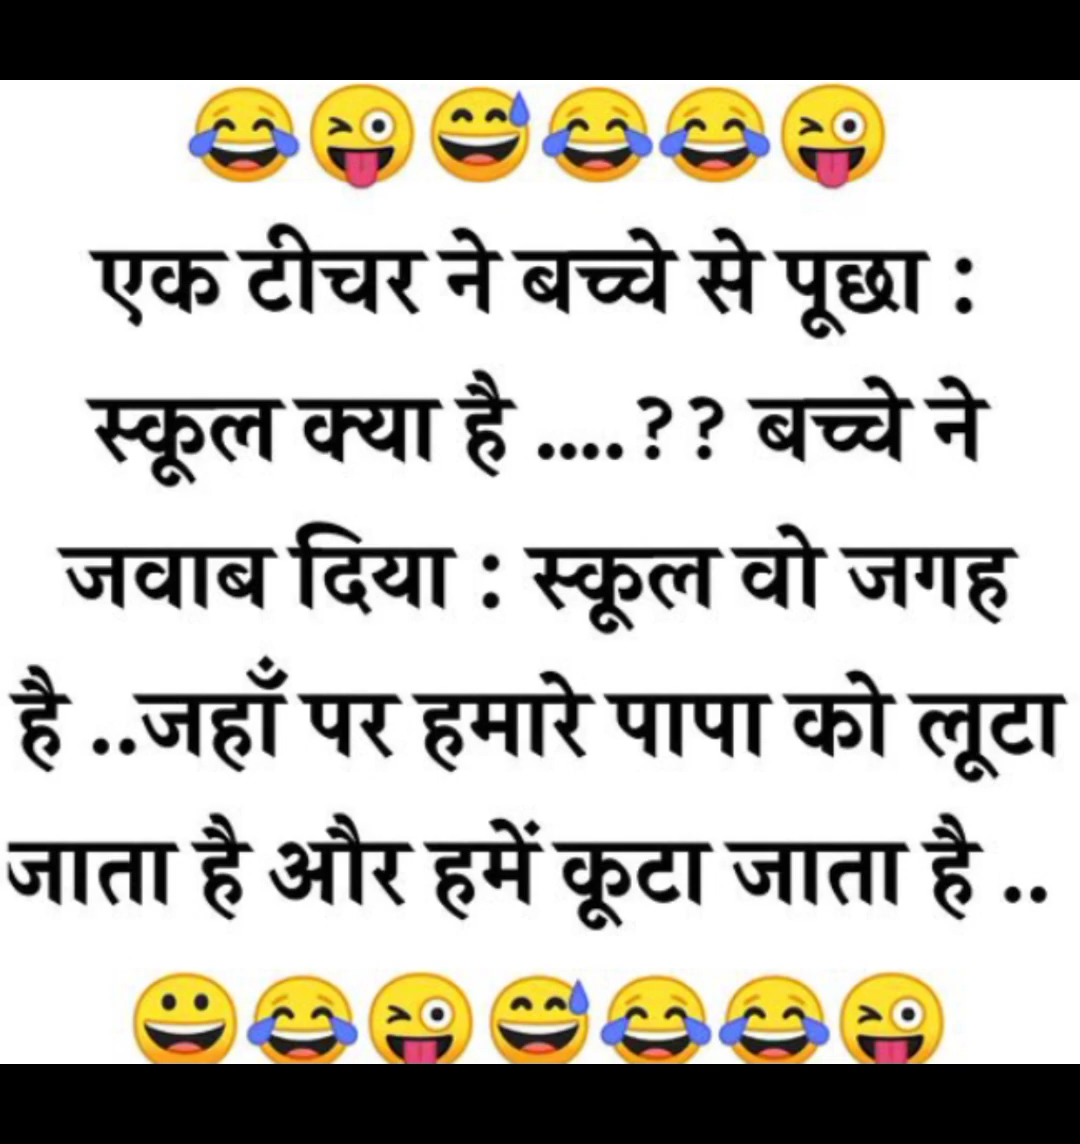 😂😜😅😂😂😜
एक टीचर ने बच्चे से पूछा :
स्कूल क्या है ....?? बच्चे ने
जवाब दिया : स्कूल वो जगह
है ..जहाँ पर हमारे पापा को लूटा
जाता है और हमें कूटा जाता है ..
😀😂😜😅😂😂😜